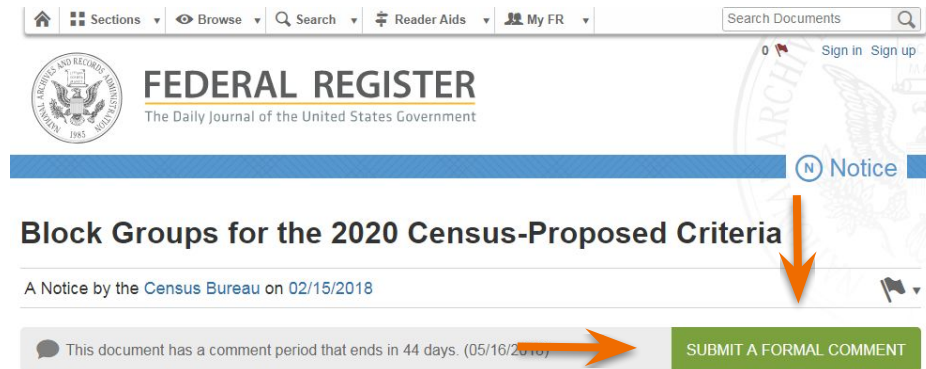 Sections ▾ Browse ▾ Search ▾ Reader Aids ▾ My FR ▾ Search Documents
0 Sign in Sign up
FEDERAL REGISTER
The Daily Journal of the United States Government
ARCHIVES AND RECORDS ADMINISTRATION
1985
N Notice
Block Groups for the 2020 Census-Proposed Criteria
A Notice by the Census Bureau on 02/15/2018
This document has a comment period that ends in 44 days. (05/16/2018)
SUBMIT A FORMAL COMMENT